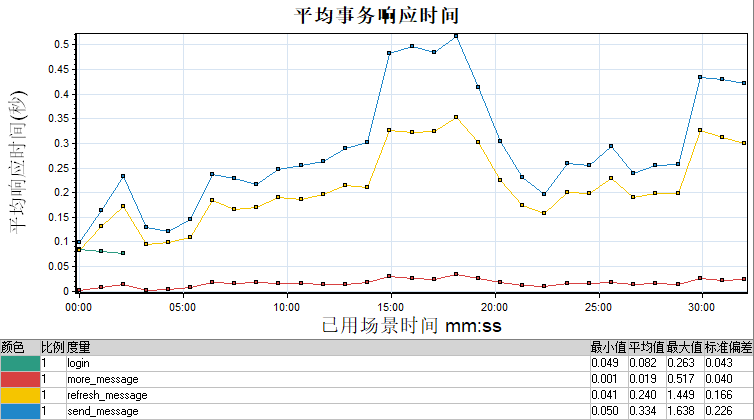 平均事务响应时间
平均响应时间(秒)
0.5
0.45
0.4
0.35
0.3
0.25
0.2
0.15
0.1
0.05
0
00:00 05:00 10:00 15:00 20:00 25:00 30:00
已用场景时间 mm:ss
颜色 比例 度量 最小值 平均值 最大值 标准偏差
1 login 0.049 0.082 0.263 0.043
1 more_message 0.001 0.019 0.517 0.040
1 refresh_message 0.041 0.240 1.449 0.166
1 send_message 0.050 0.334 1.638 0.226